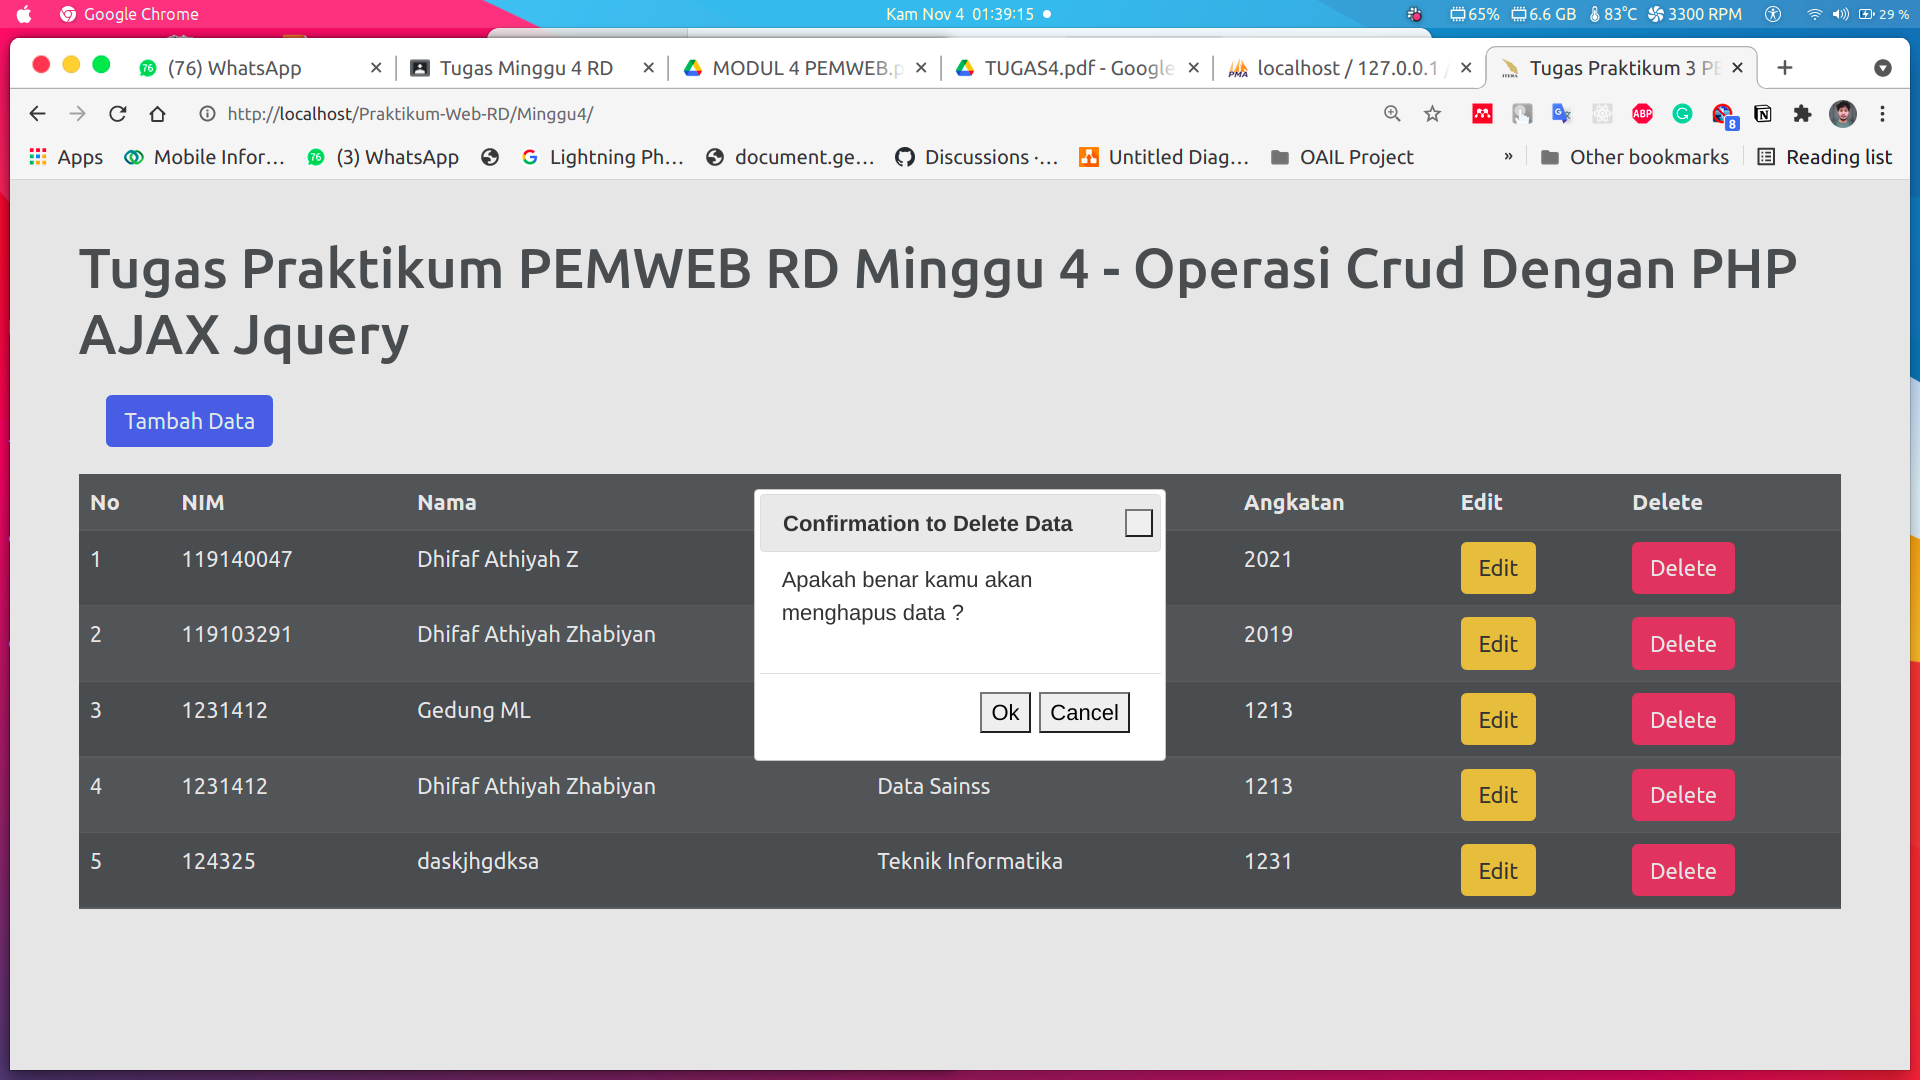 Google Chrome
Kam Nov 4 01:39:15
65% 6.6 GB 83°C 3300 RPM 29 %
(76) WhatsApp
Tugas Minggu 4 RD
MODUL 4 PEMWEB.p
TUGAS4.pdf - Google
localhost / 127.0.0.1 /
Tugas Praktikum 3 PE
http://localhost/Praktikum-Web-RD/Minggu4/
ABP
8
Apps
Mobile Infor…
(3) WhatsApp
Lightning Ph…
document.ge…
Discussions ·…
Untitled Diag…
OAIL Project
»
Other bookmarks
Reading list
Tugas Praktikum PEMWEB RD Minggu 4 - Operasi Crud Dengan PHP
AJAX Jquery
Tambah Data
No NIM Nama Angkatan Edit Delete
1 119140047 Dhifaf Athiyah Z 2021 Edit Delete
2 119103291 Dhifaf Athiyah Zhabiyan 2019 Edit Delete
3 1231412 Gedung ML 1213 Edit Delete
4 1231412 Dhifaf Athiyah Zhabiyan Data Sainss 1213 Edit Delete
5 124325 daskjhgdksa Teknik Informatika 1231 Edit Delete
Confirmation to Delete Data
Apakah benar kamu akan
menghapus data ?
Ok Cancel